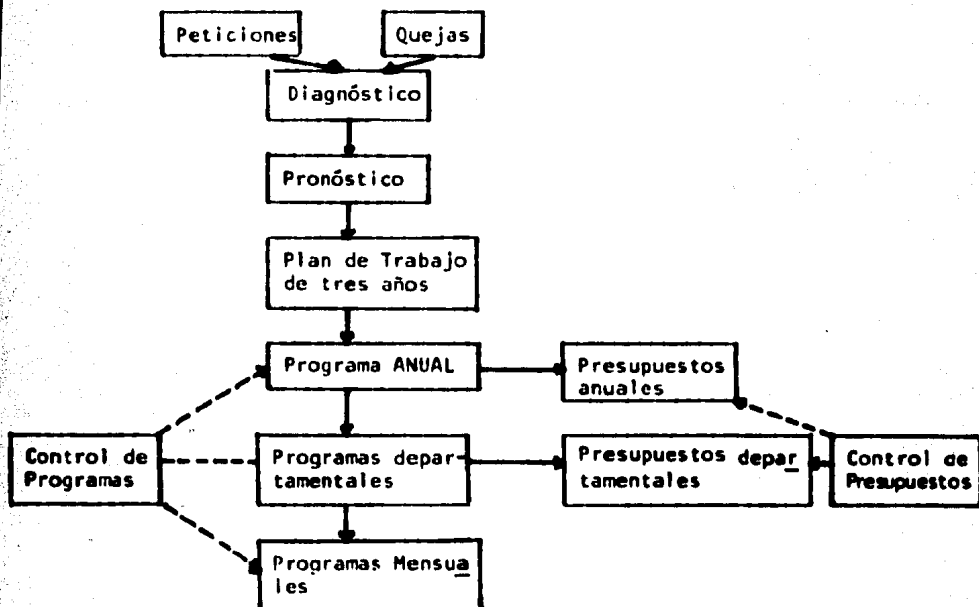 Peticiones
Quejas
Diagnóstico
Pronóstico
Plan de Trabajo
de tres años
Programa ANUAL
Presupuestos
anuales
Control de
Programas
Programas depar-
tamentales
Presupuestos depar
tamentales
Control de
Presupuestos
Programas Mensua
les